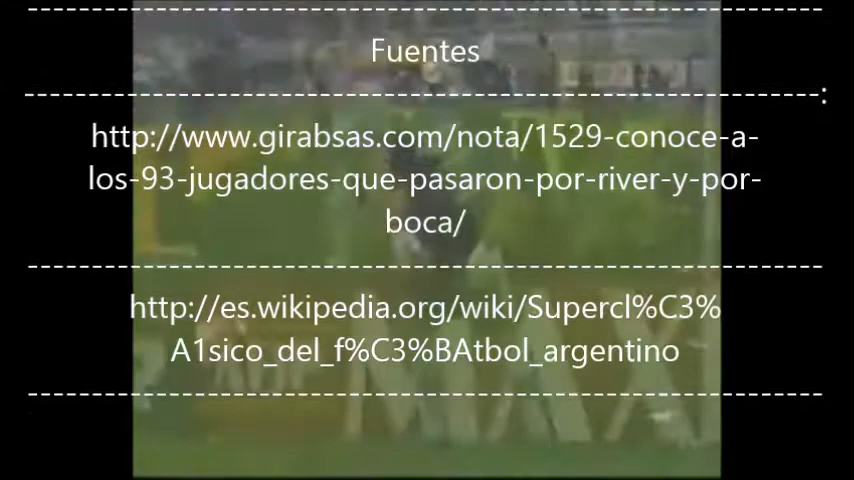 --------------------------------------------------
Fuentes
--------------------------------------------------:
http://www.girabsas.com/nota/1529-conoce-a-
los-93-jugadores-que-pasaron-por-river-y-por-
boca/
--------------------------------------------------
http://es.wikipedia.org/wiki/Supercl%C3%
A1sico_del_f%C3%BAtbol_argentino
--------------------------------------------------